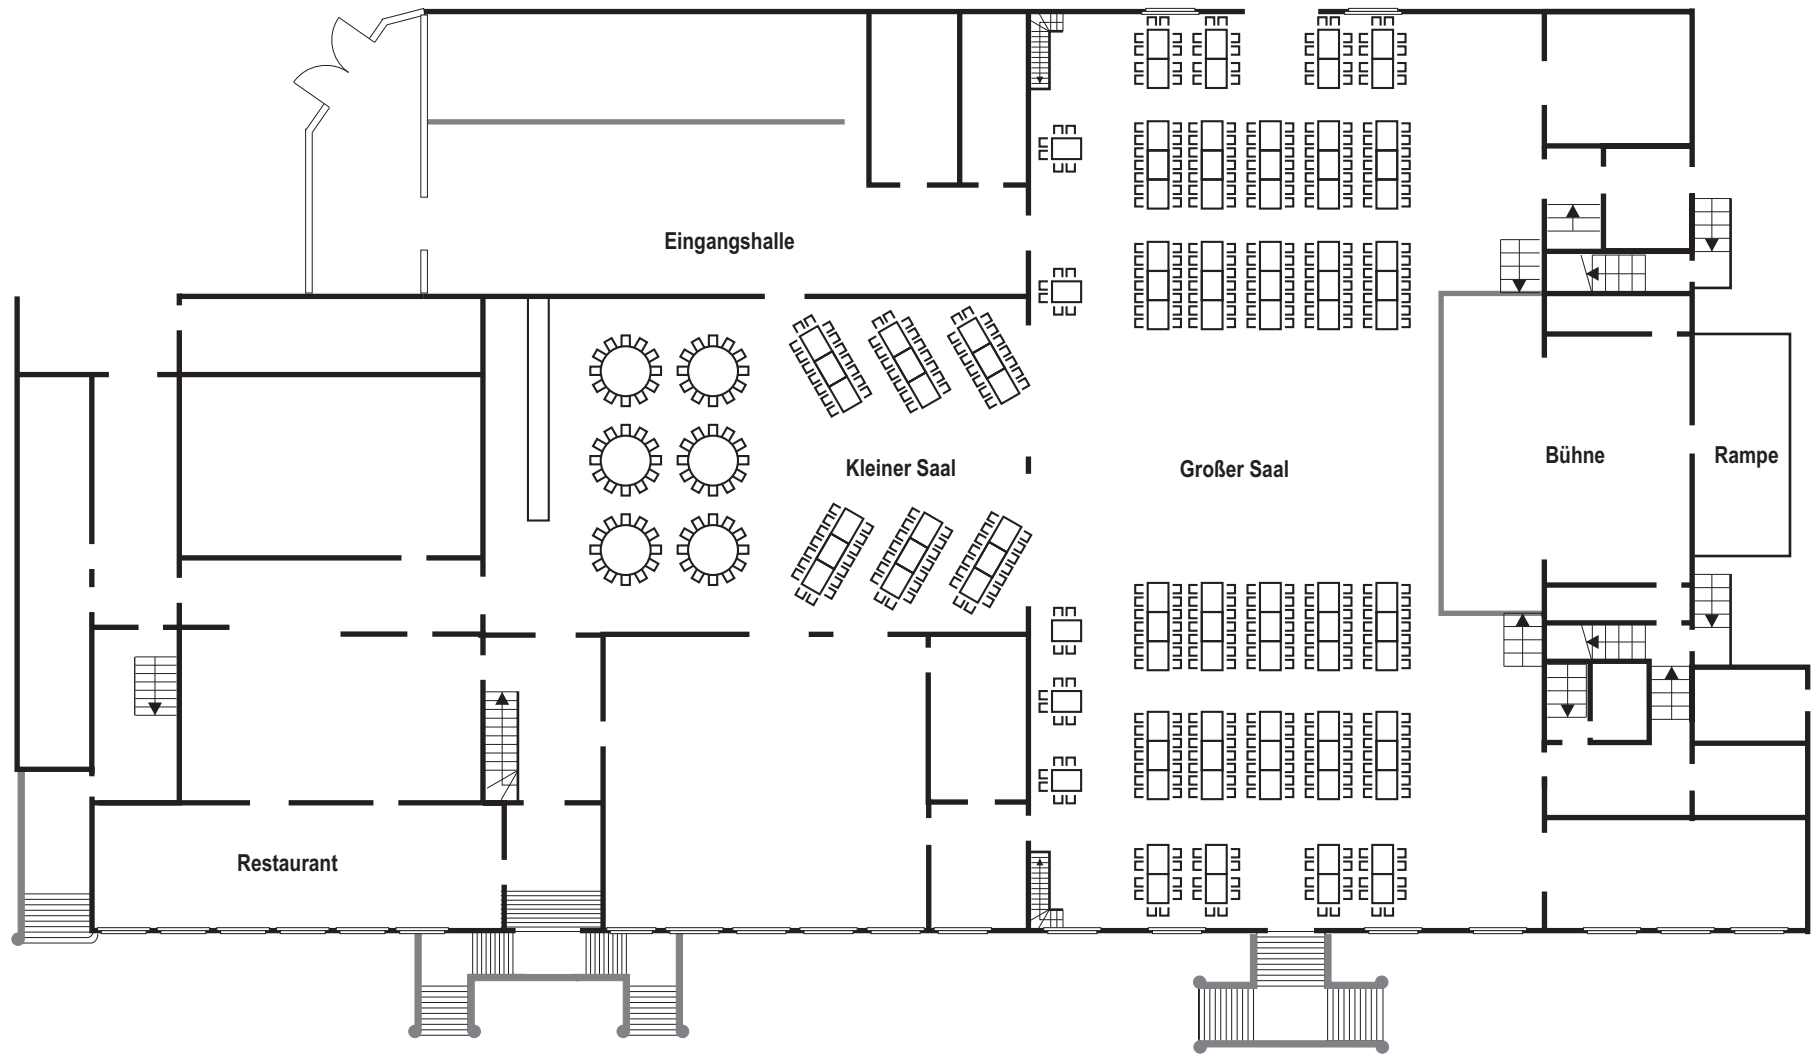 Eingangshalle
Kleiner Saal
Großer Saal
Bühne
Rampe
Restaurant